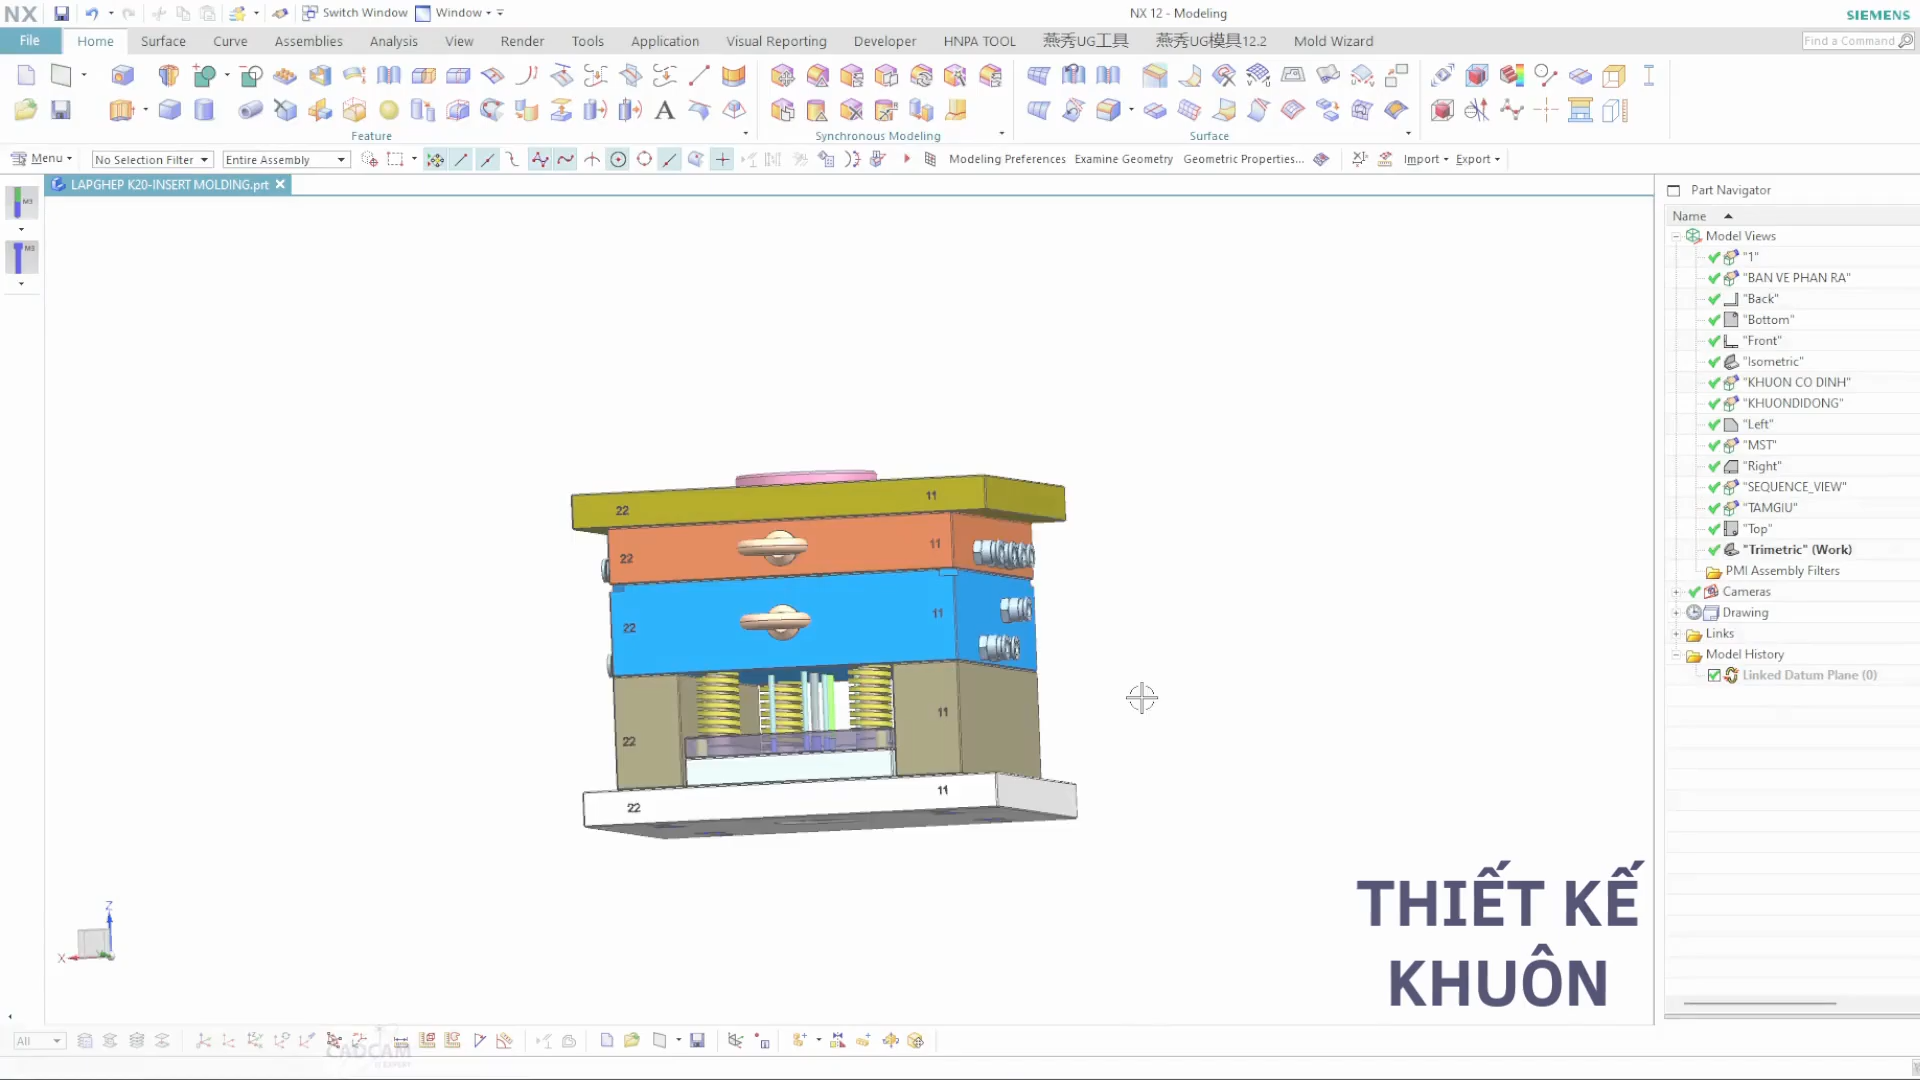 NX
Switch Window
Window
NX 12 - Modeling
SIEMENS
File
Home
Surface
Curve
Assemblies
Analysis
View
Render
Tools
Application
Visual Reporting
Developer
HNPA TOOL
燕秀UG工具
燕秀UG模具12.2
Mold Wizard
Find a Command
A
Feature
Synchronous Modeling
Surface
Menu
No Selection Filter
Entire Assembly
Modeling Preferences
Examine Geometry
Geometric Properties...
Import
Export
LAPGHEP K20-INSERT MOLDING.prt
M3
Part Navigator
Name
Model Views
"1"
"BAN VE PHAN RA"
"Back"
"Bottom"
"Front"
"Isometric"
"KHUON CO DINH"
"KHUONDIDONG"
"Left"
"MST"
"Right"
"SEQUENCE_VIEW"
"TAMGIU"
"Top"
"Trimetric" (Work)
PMI Assembly Filters
Cameras
Drawing
Links
Model History
Linked Datum Plane (0)
22
11
22
11
22
11
22
11
22
11
Z
X
THIẾT KẾ
KHUÔN
All
CADCAM